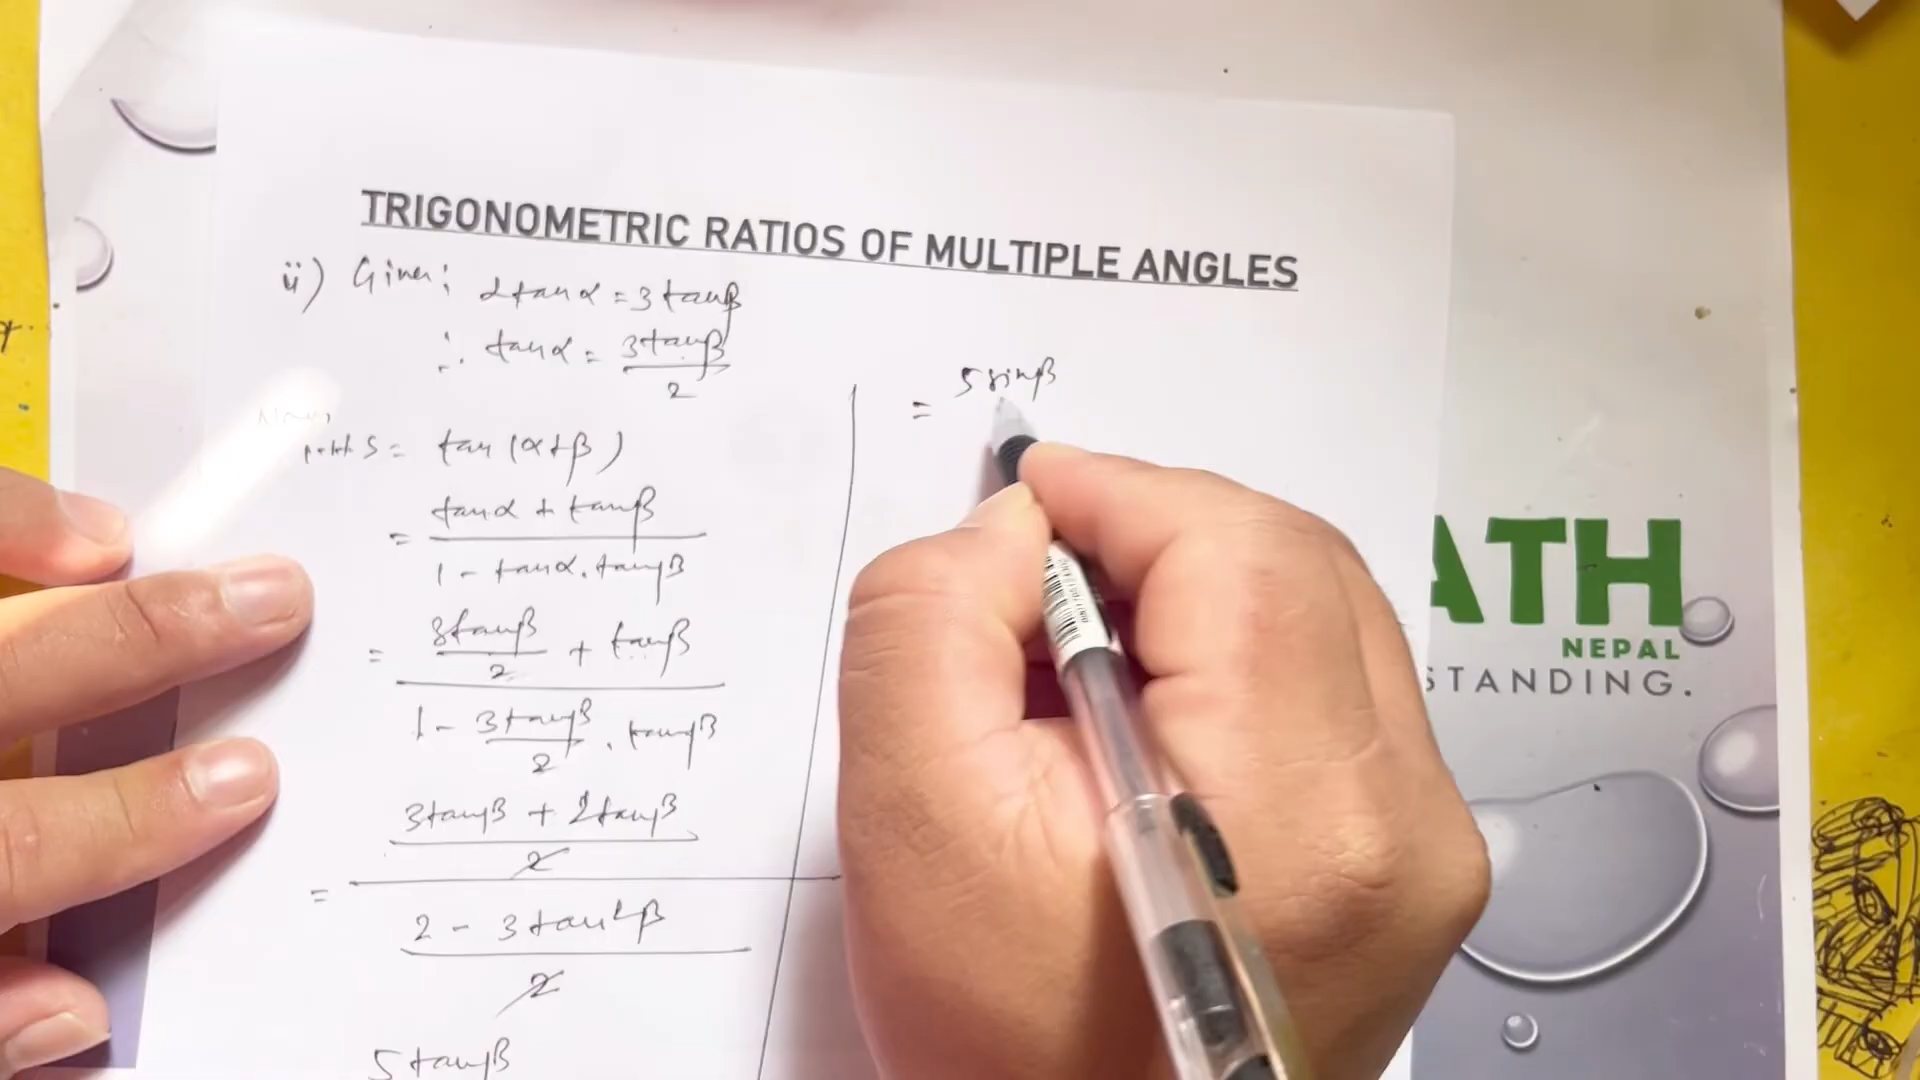 TRIGONOMETRIC RATIOS OF MULTIPLE ANGLES
ii) Given: 2tanα = 3tanβ
∴ tanα = 3tanβ/2
S = tan(α+β)
= (tanα + tanβ)/(1 - tanα.tanβ)
= (3tanβ/2 + tanβ)/(1 - 3tanβ/2 . tanβ)
= ((3tanβ + 2tanβ)/2)/((2 - 3tan²β)/2)
5tanβ
= 5sinβ
ATH
NEPAL
STANDING.